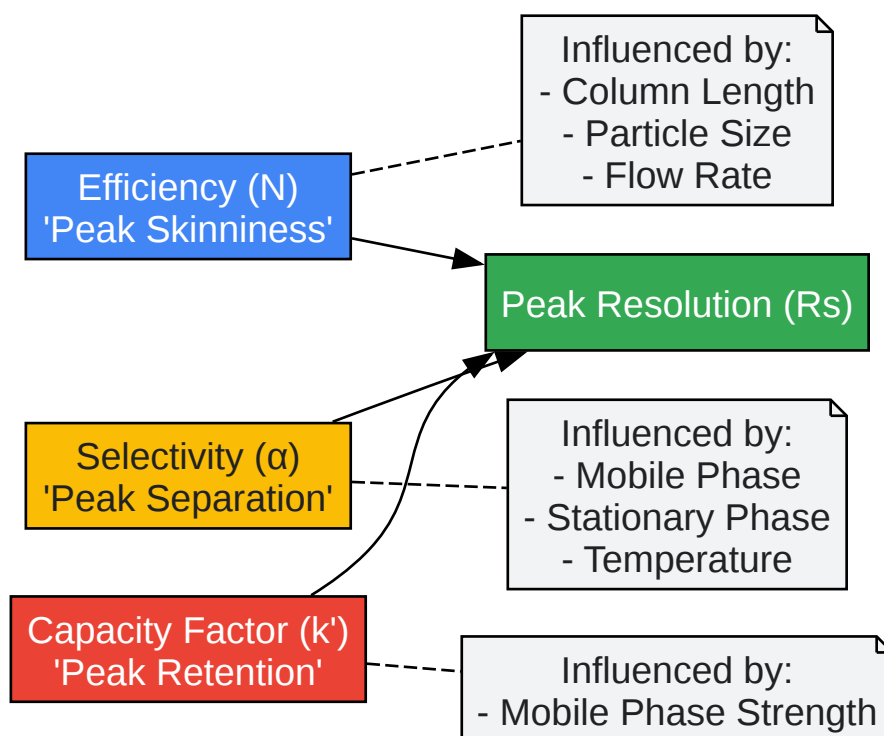 Influenced by:
- Column Length
- Particle Size
- Flow Rate
Efficiency (N)
'Peak Skinniness'
Peak Resolution (Rs)
Selectivity (α)
'Peak Separation'
Influenced by:
- Mobile Phase
- Stationary Phase
- Temperature
Capacity Factor (k')
'Peak Retention'
Influenced by:
- Mobile Phase Strength